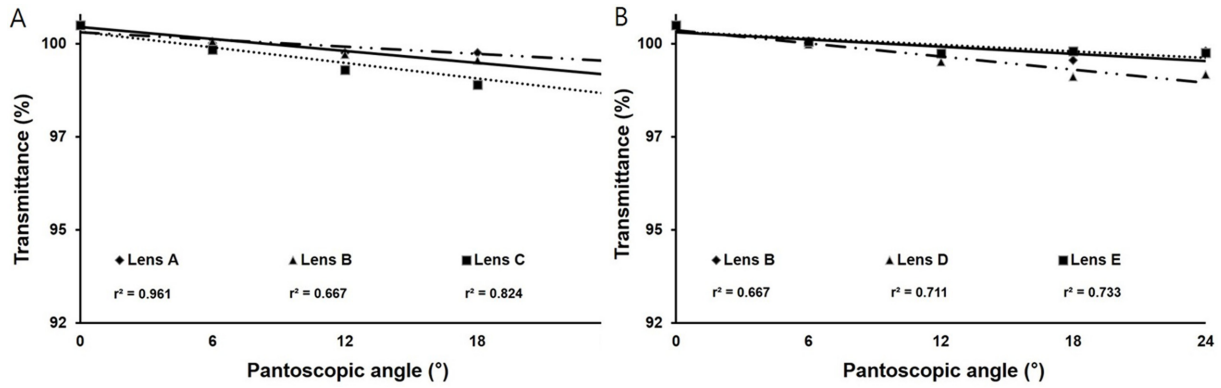 A
Transmittance (%)
100
97
95
92
Lens A
Lens B
Lens C
r² = 0.961
r² = 0.667
r² = 0.824
0
6
12
18
Pantoscopic angle (°)
B
Transmittance (%)
100
97
95
92
Lens B
Lens D
Lens E
r² = 0.667
r² = 0.711
r² = 0.733
0
6
12
18
24
Pantoscopic angle (°)